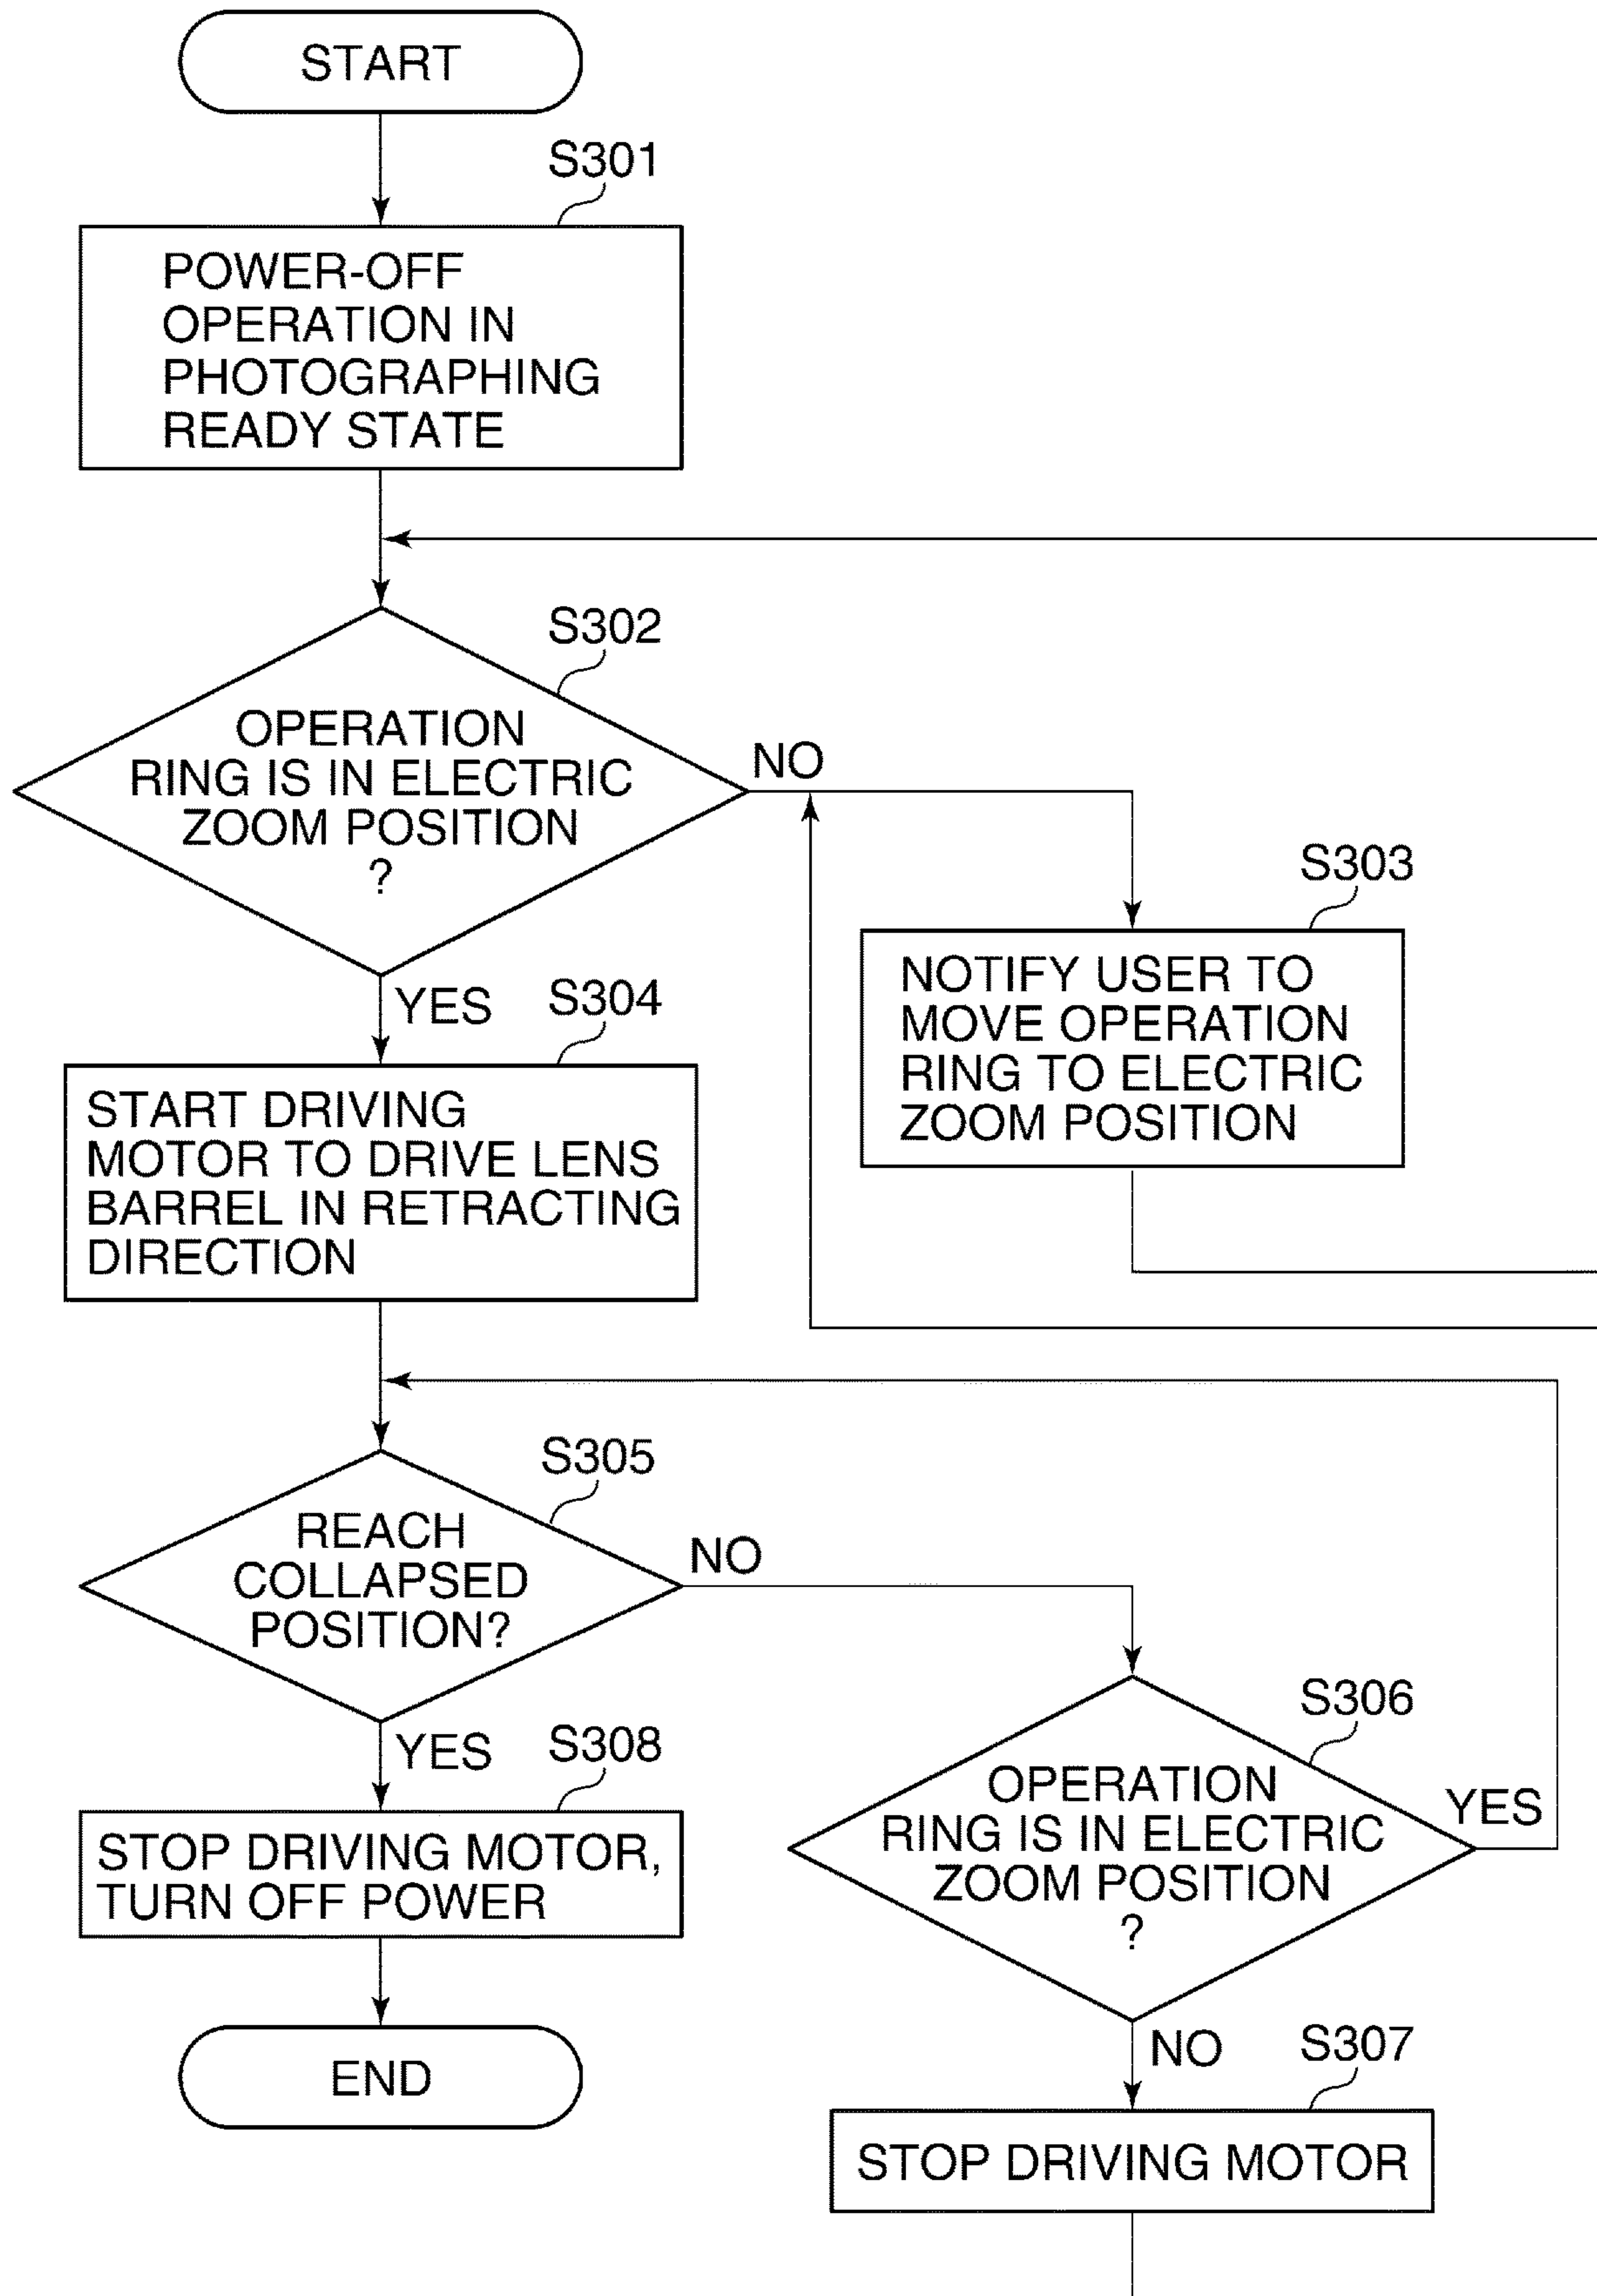 START
S301
POWER-OFF
OPERATION IN
PHOTOGRAPHING
READY STATE
S302
OPERATION
RING IS IN ELECTRIC
ZOOM POSITION
?
NO
YES
S303
NOTIFY USER TO
MOVE OPERATION
RING TO ELECTRIC
ZOOM POSITION
S304
START DRIVING
MOTOR TO DRIVE LENS
BARREL IN RETRACTING
DIRECTION
S305
REACH
COLLAPSED
POSITION?
NO
YES
S306
OPERATION
RING IS IN ELECTRIC
ZOOM POSITION
?
YES
NO
S308
STOP DRIVING MOTOR,
TURN OFF POWER
END
S307
STOP DRIVING MOTOR